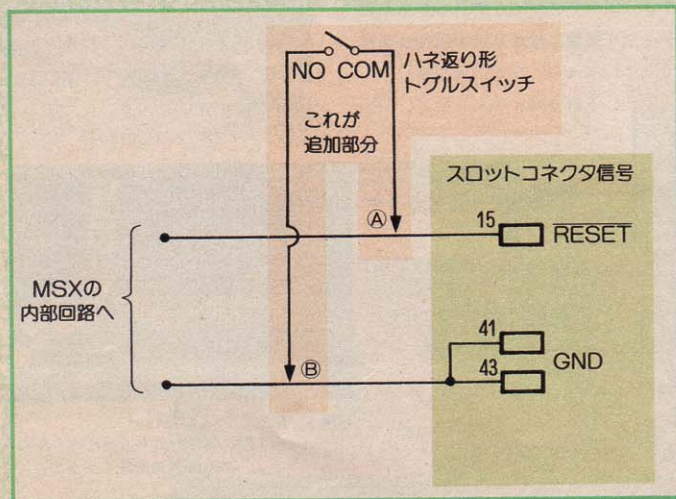 NO COM
ハネ返り形
トグルスイッチ
これが
追加部分
スロットコネクタ信号
Ⓐ
15
RESET
MSXの
内部回路へ
41
GND
43
Ⓑ